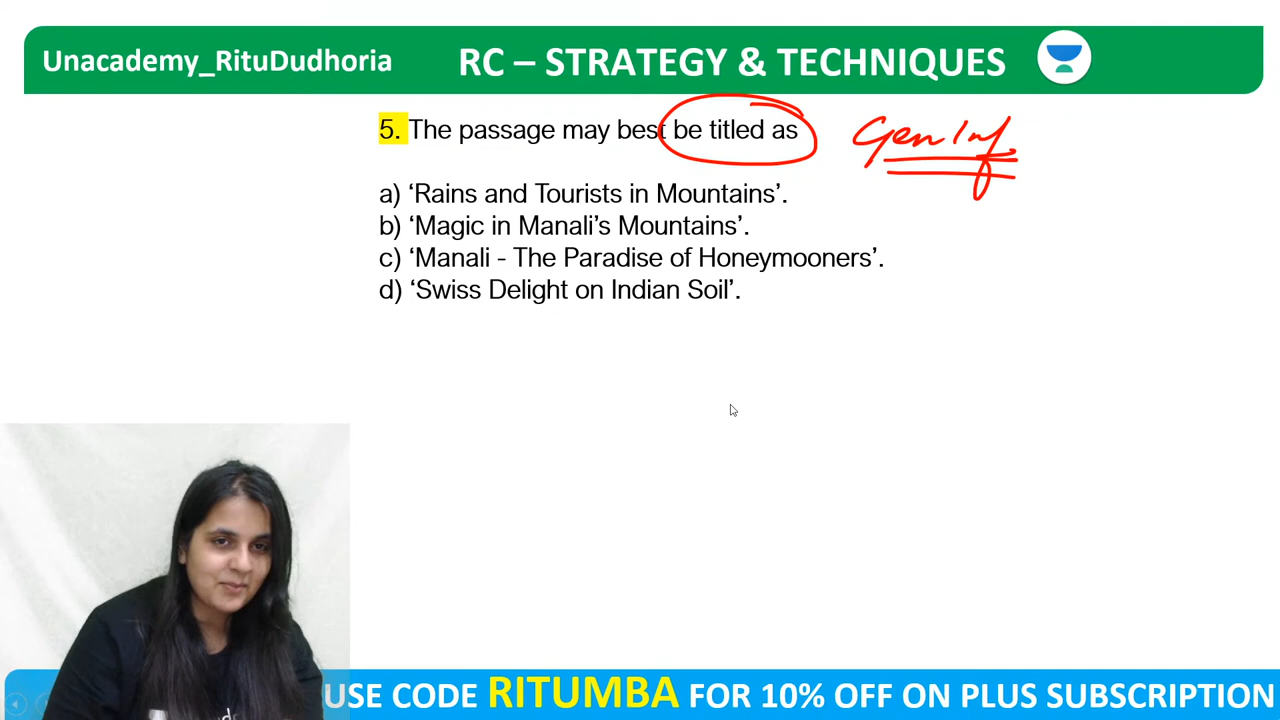 Unacademy_RituDudhoria
RC – STRATEGY & TECHNIQUES
5. The passage may best be titled as
Gen Inf.
a) ‘Rains and Tourists in Mountains’.
b) ‘Magic in Manali’s Mountains’.
c) ‘Manali - The Paradise of Honeymooners’.
d) ‘Swiss Delight on Indian Soil’.
USE CODE RITUMBA FOR 10% OFF ON PLUS SUBSCRIPTION